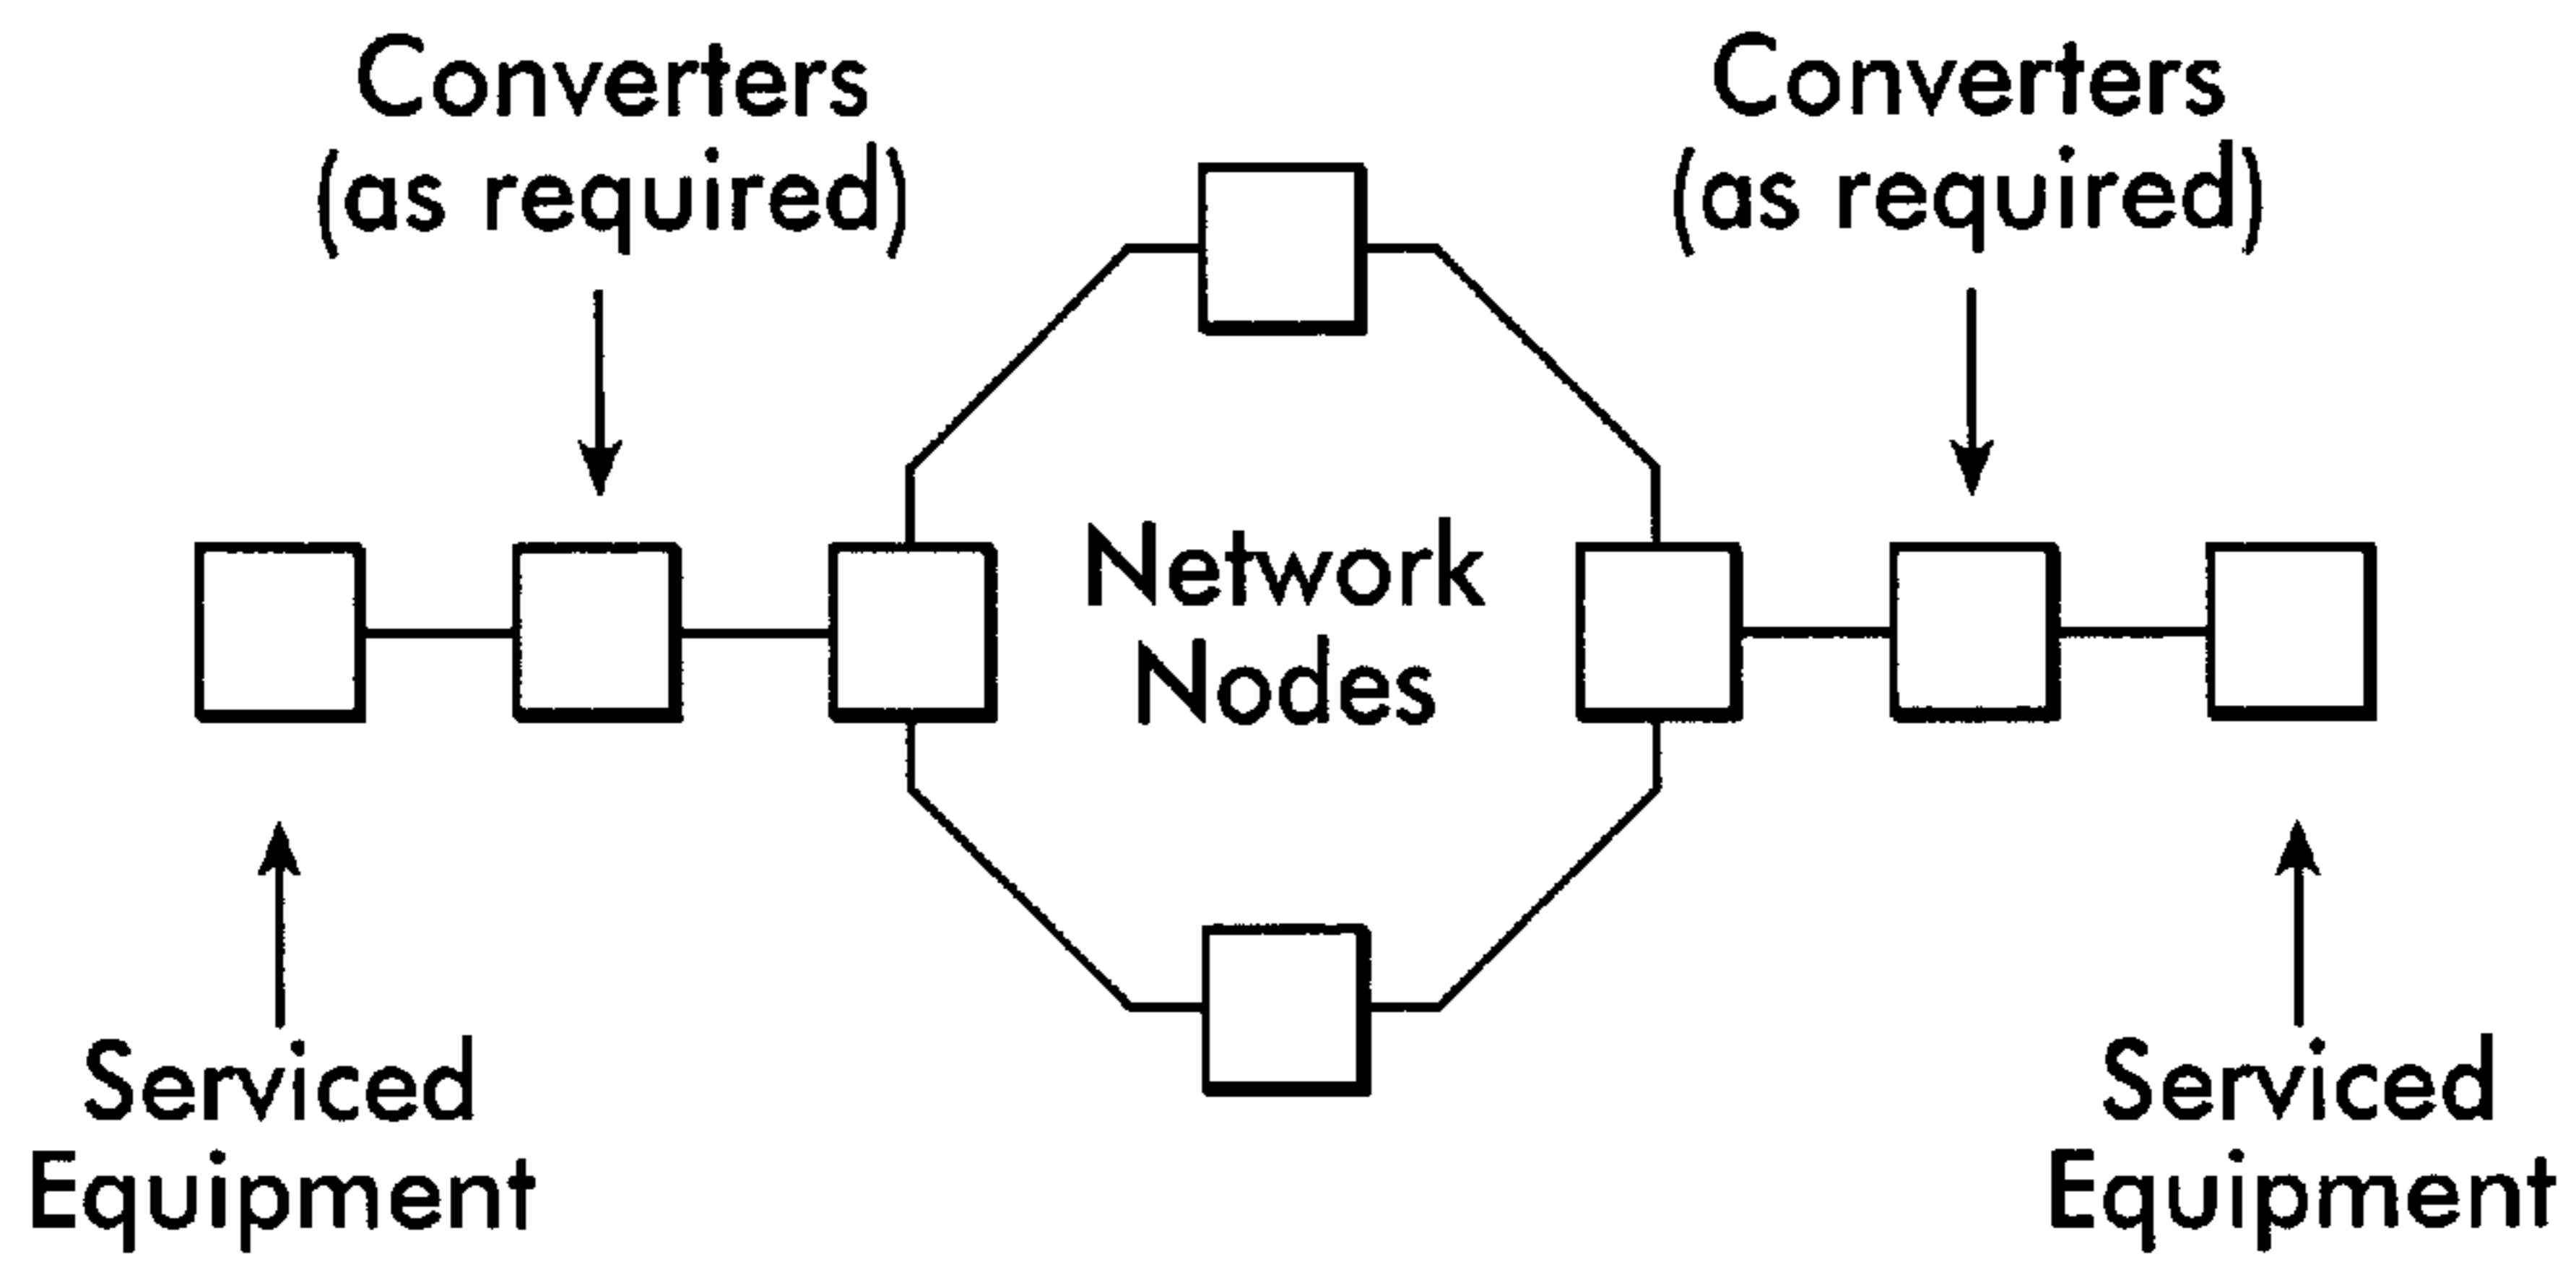 Converters
(as required)
Converters
(as required)
Network
Nodes
Serviced
Equipment
Serviced
Equipment